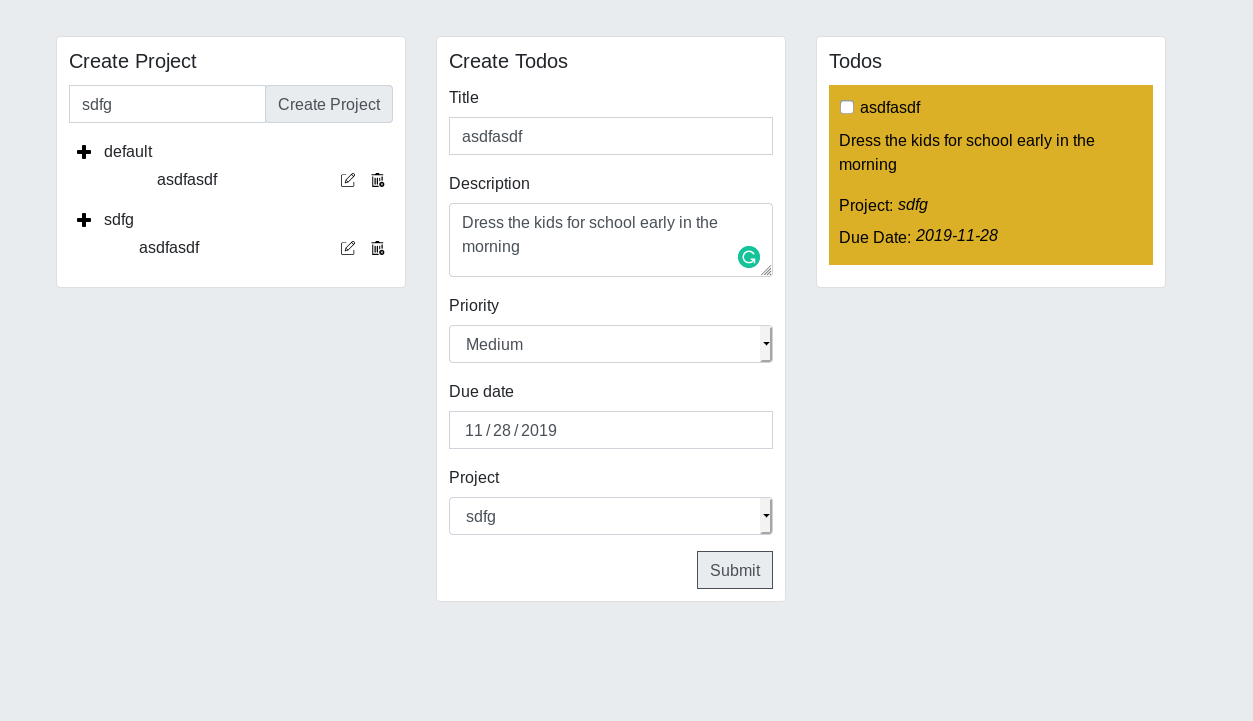 Create Project
sdfg
Create Project
default
asdfasdf
sdfg
asdfasdf
Create Todos
Title
asdfasdf
Description
Dress the kids for school early in the
morning
Priority
Medium
Due date
11 / 28 / 2019
Project
sdfg
Submit
Todos
asdfasdf
Dress the kids for school early in the
morning
Project: sdfg
Due Date: 2019-11-28